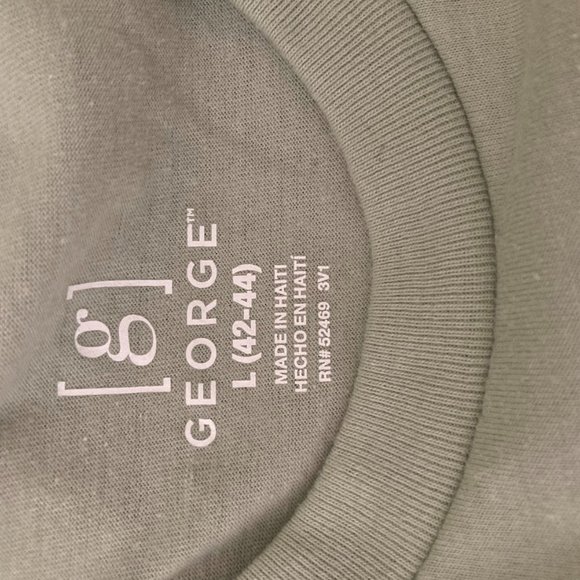 [g]
GEORGE™
L (42-44)
MADE IN HAITI
HECHO EN HAITÍ
RN# 52469 3V1